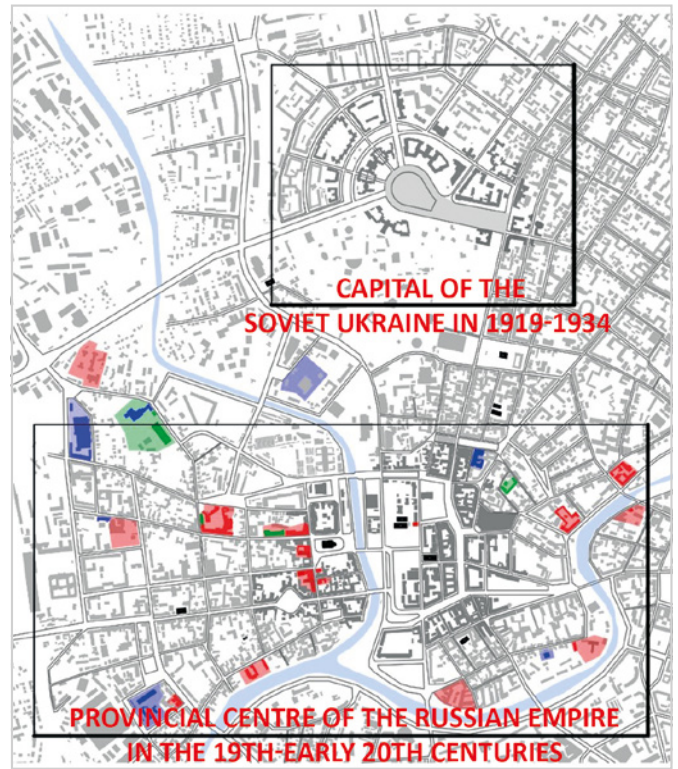 CAPITAL OF THE
SOVIET UKRAINE IN 1919-1934
PROVINCIAL CENTRE OF THE RUSSIAN EMPIRE
IN THE 19TH-EARLY 20TH CENTURIES